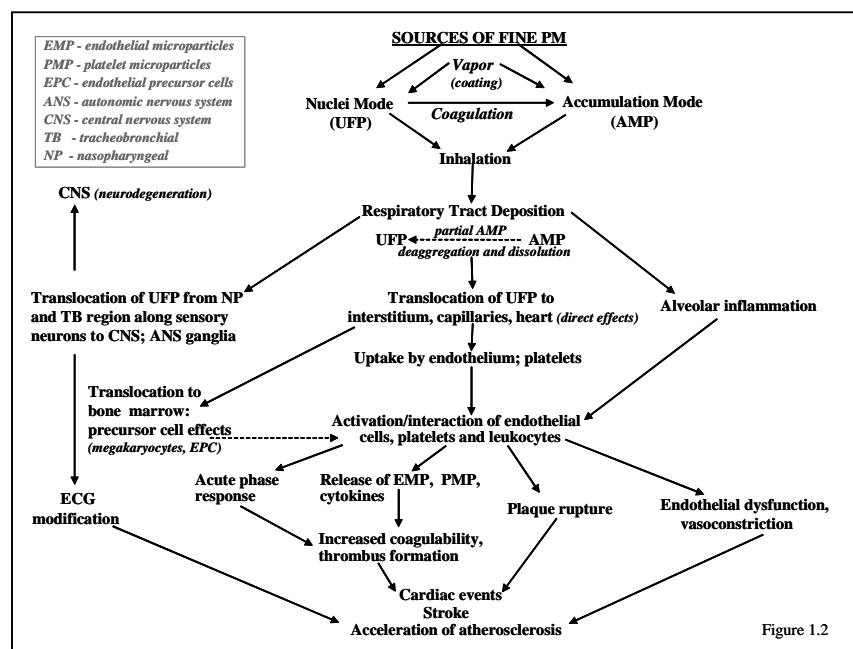 EMP - endothelial microparticles
PMP - platelet microparticles
EPC - endothelial precursor cells
ANS - autonomic nervous system
CNS - central nervous system
TB - tracheobronchial
NP - nasopharyngeal
SOURCES OF FINE PM
Vapor
(coating)
Nuclei Mode
(UFP)
Coagulation
Accumulation Mode
(AMP)
Inhalation
CNS (neurodegeneration)
Respiratory Tract Deposition
partial AMP
UFP
AMP
deaggregation and dissolution
Translocation of UFP from NP
and TB region along sensory
neurons to CNS; ANS ganglia
Translocation of UFP to
interstitium, capillaries, heart (direct effects)
Alveolar inflammation
Uptake by endothelium; platelets
Translocation to
bone marrow:
precursor cell effects
(megakaryocytes, EPC)
Activation/interaction of endothelial
cells, platelets and leukocytes
Acute phase
response
Release of EMP, PMP,
cytokines
Plaque rupture
Endothelial dysfunction,
vasoconstriction
ECG
modification
Increased coagulability,
thrombus formation
Cardiac events
Stroke
Acceleration of atherosclerosis
Figure 1.2